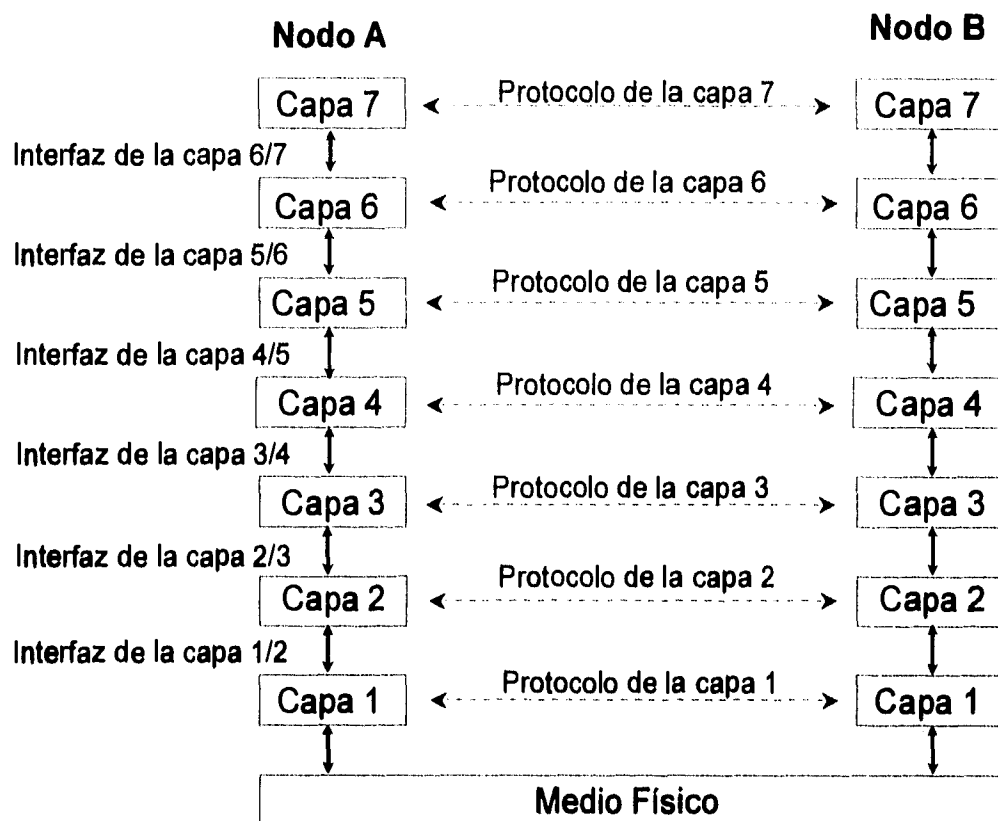 Nodo A
Nodo B
Capa 7
Protocolo de la capa 7
Capa 7
Interfaz de la capa 6/7
Capa 6
Protocolo de la capa 6
Capa 6
Interfaz de la capa 5/6
Capa 5
Protocolo de la capa 5
Capa 5
Interfaz de la capa 4/5
Capa 4
Protocolo de la capa 4
Capa 4
Interfaz de la capa 3/4
Capa 3
Protocolo de la capa 3
Capa 3
Interfaz de la capa 2/3
Capa 2
Protocolo de la capa 2
Capa 2
Interfaz de la capa 1/2
Capa 1
Protocolo de la capa 1
Capa 1
Medio Físico